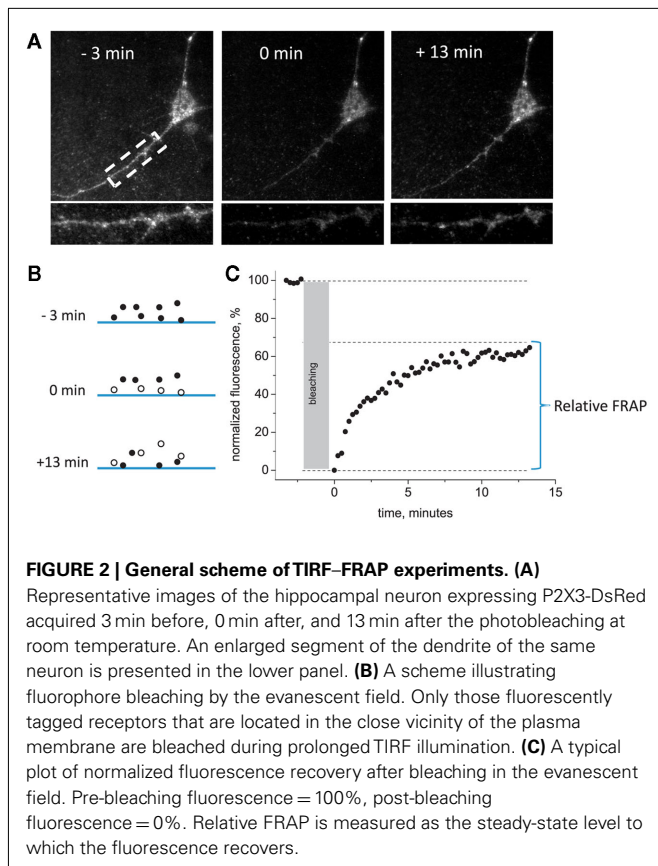 A
- 3 min
0 min
+ 13 min
B
- 3 min
0 min
+13 min
C
normalized fluorescence, %
100
80
60
40
20
0
bleaching
Relative FRAP
0
5
10
15
time, minutes
FIGURE 2 | General scheme of TIRF–FRAP experiments. (A)
Representative images of the hippocampal neuron expressing P2X3-DsRed
acquired 3 min before, 0 min after, and 13 min after the photobleaching at
room temperature. An enlarged segment of the dendrite of the same
neuron is presented in the lower panel. (B) A scheme illustrating
fluorophore bleaching by the evanescent field. Only those fluorescently
tagged receptors that are located in the close vicinity of the plasma
membrane are bleached during prolonged TIRF illumination. (C) A typical
plot of normalized fluorescence recovery after bleaching in the evanescent
field. Pre-bleaching fluorescence = 100%, post-bleaching
fluorescence = 0%. Relative FRAP is measured as the steady-state level to
which the fluorescence recovers.